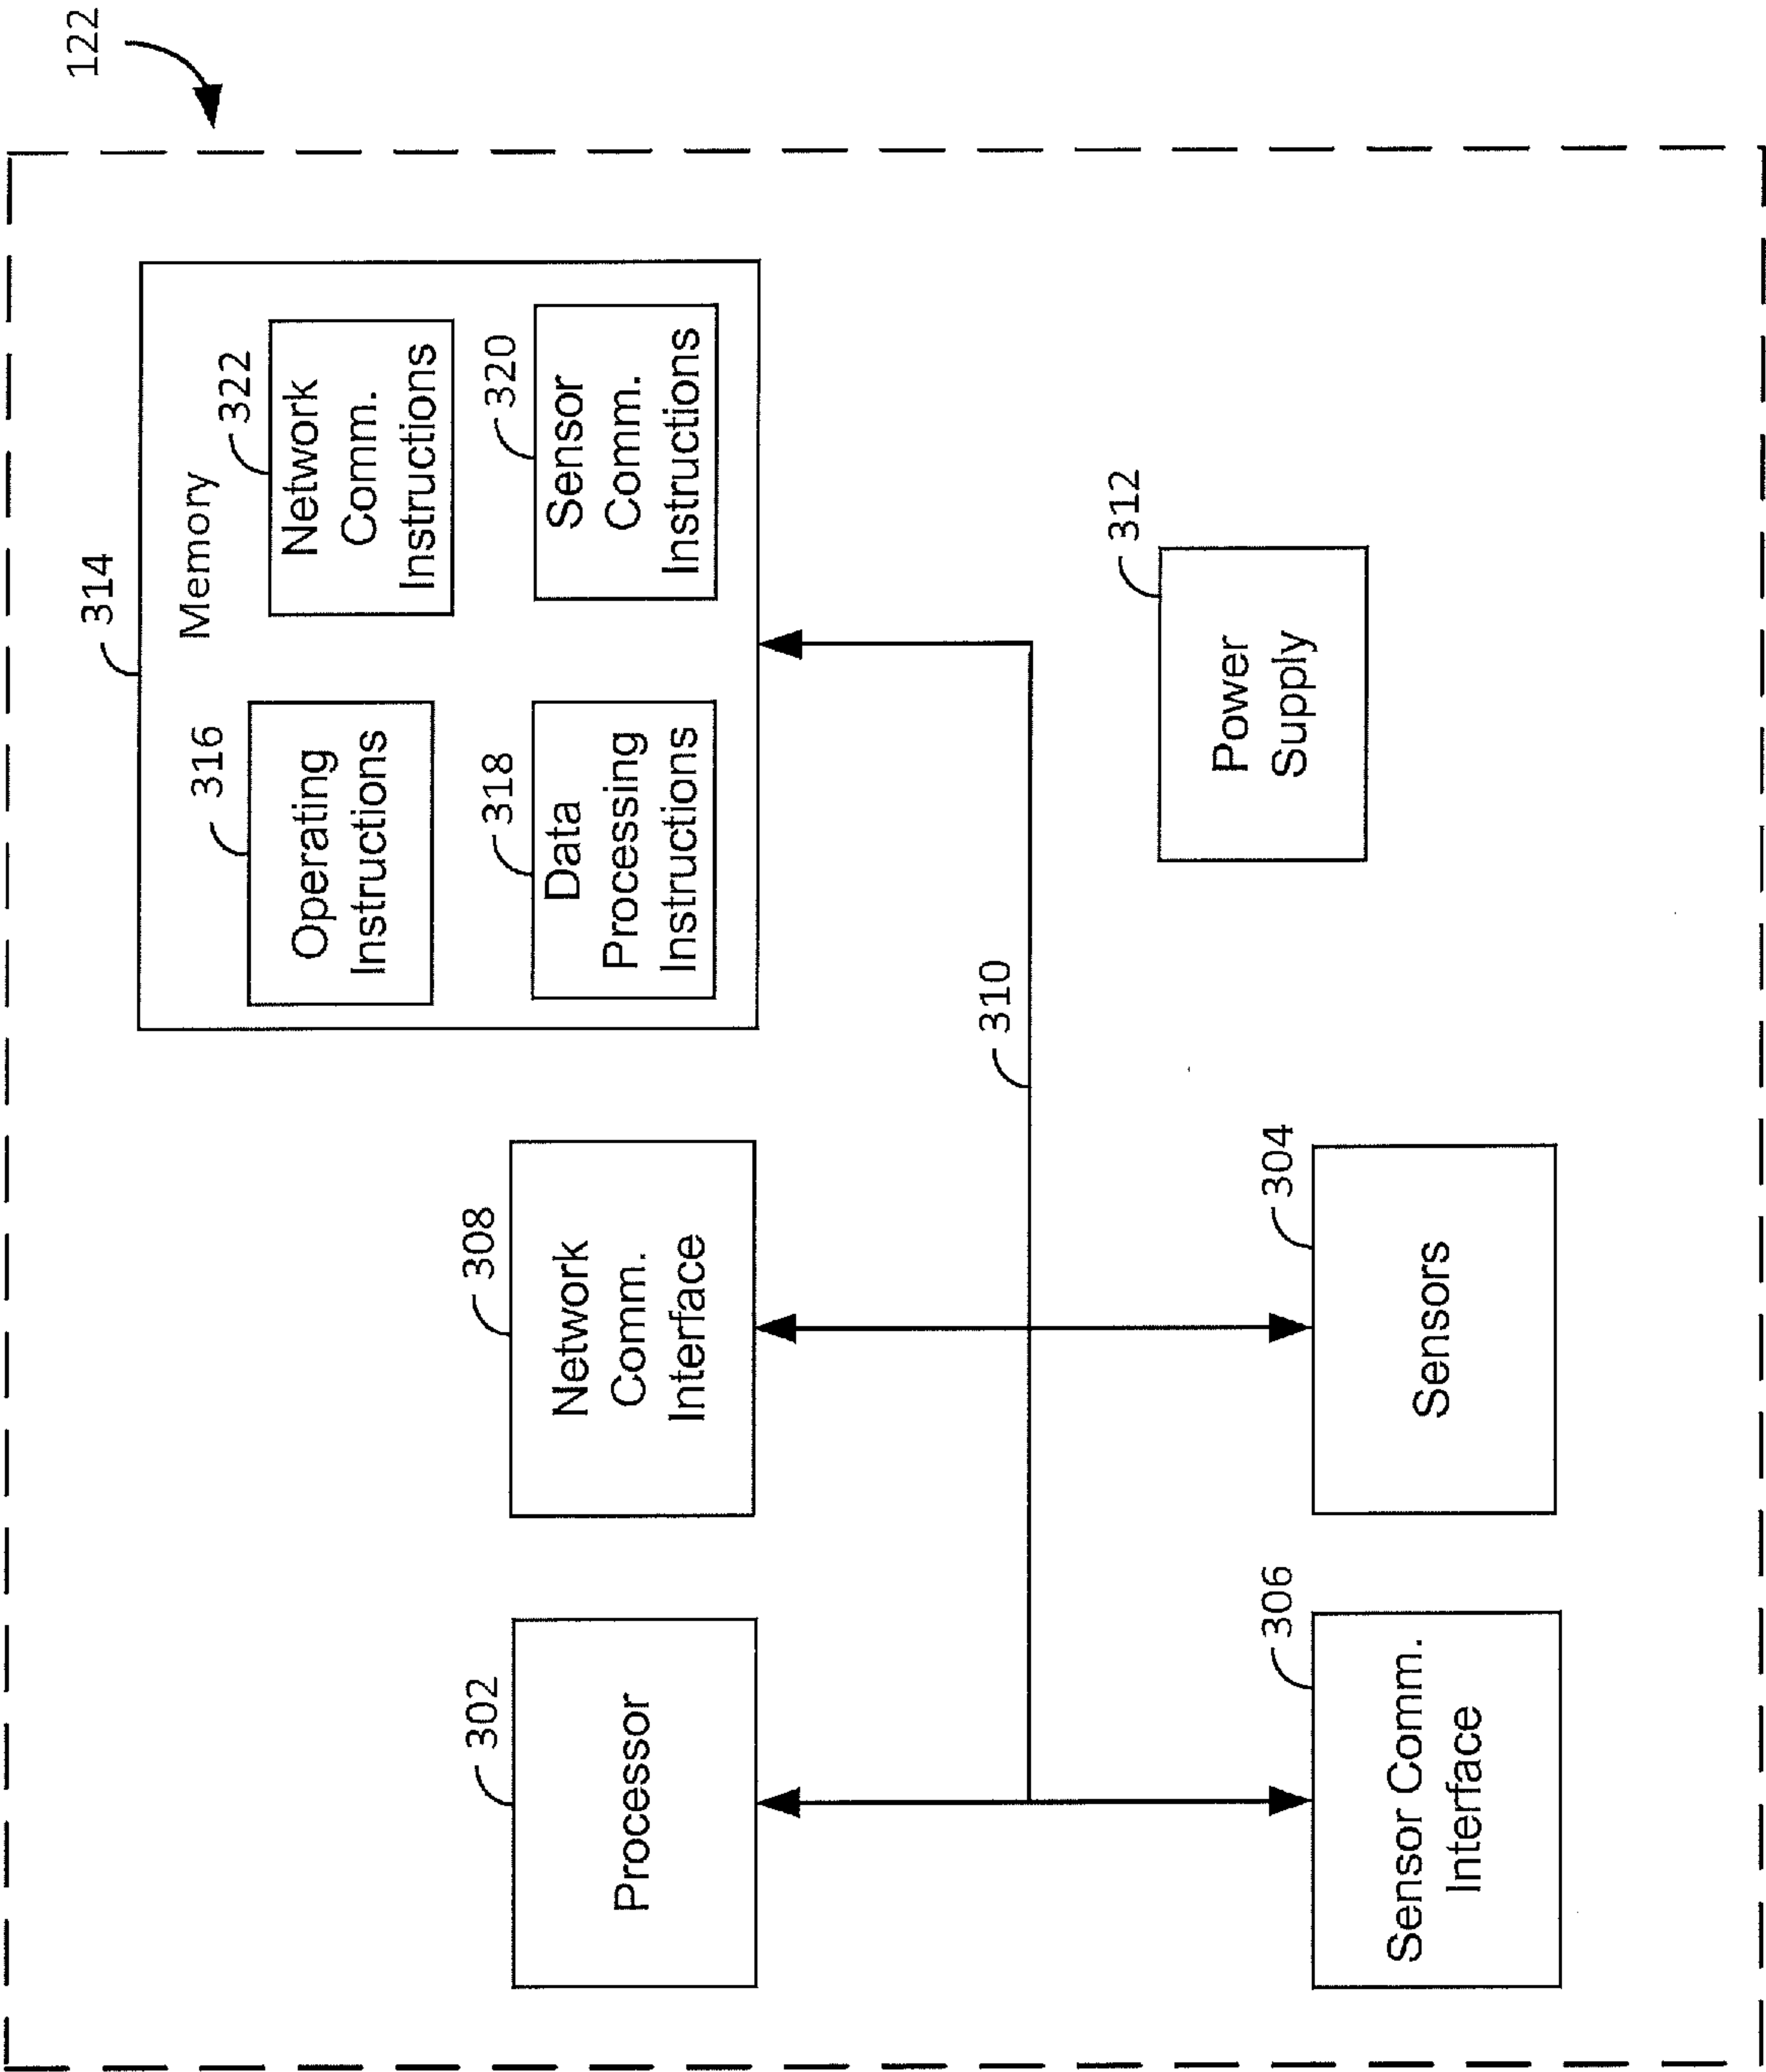 122
314
Memory
316
Operating
Instructions
322
Network
Comm.
Instructions
318
Data
Processing
Instructions
320
Sensor
Comm.
Instructions
302
Processor
308
Network
Comm.
Interface
310
312
Power
Supply
306
Sensor Comm.
Interface
304
Sensors